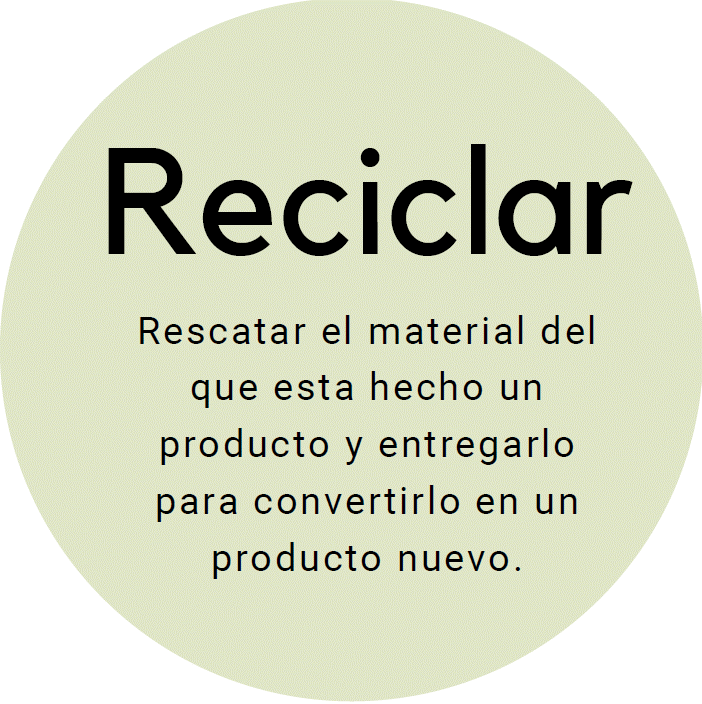 Reciclar
Rescatar el material del
que esta hecho un
producto y entregarlo
para convertirlo en un
producto nuevo.